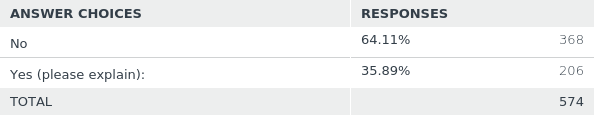 ANSWER CHOICES RESPONSES
No 64.11% 368
Yes (please explain): 35.89% 206
TOTAL 574